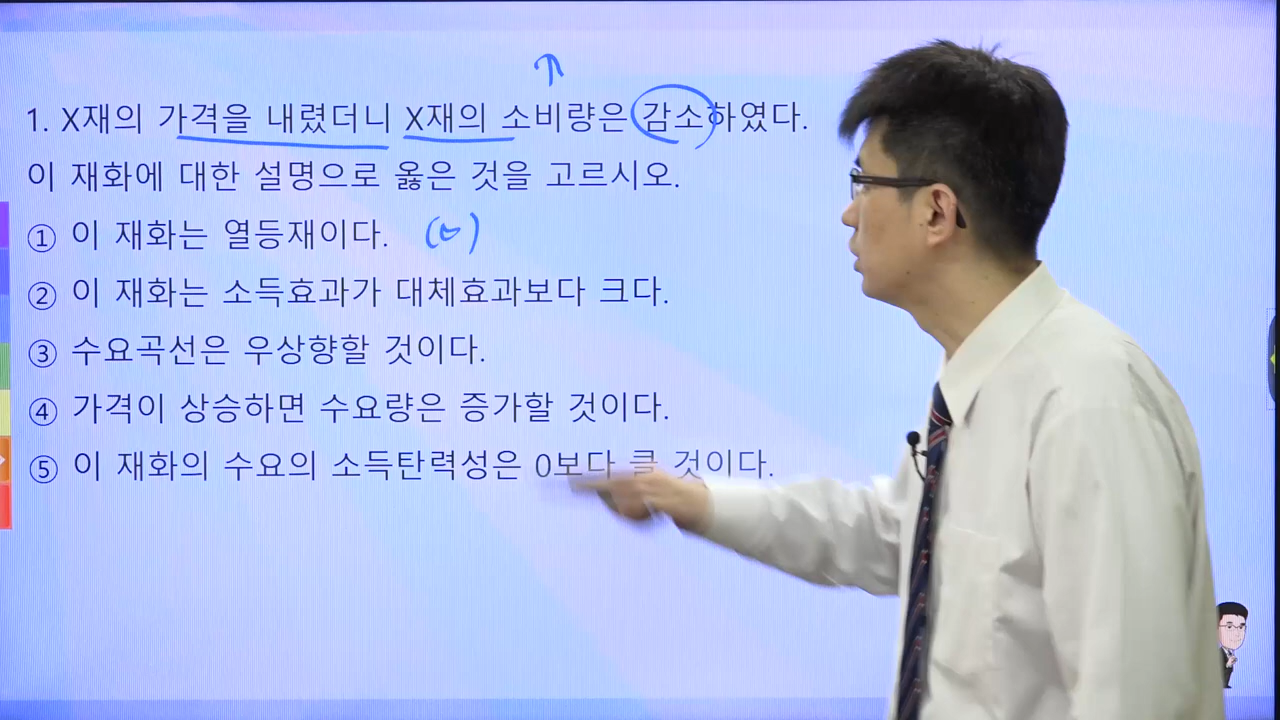 1. X재의 가격을 내렸더니 X재의 소비량은 감소하였다.
이 재화에 대한 설명으로 옳은 것을 고르시오.
① 이 재화는 열등재이다.
② 이 재화는 소득효과가 대체효과보다 크다.
③ 수요곡선은 우상향할 것이다.
④ 가격이 상승하면 수요량은 증가할 것이다.
⑤ 이 재화의 수요의 소득탄력성은 0보다 클 것이다.